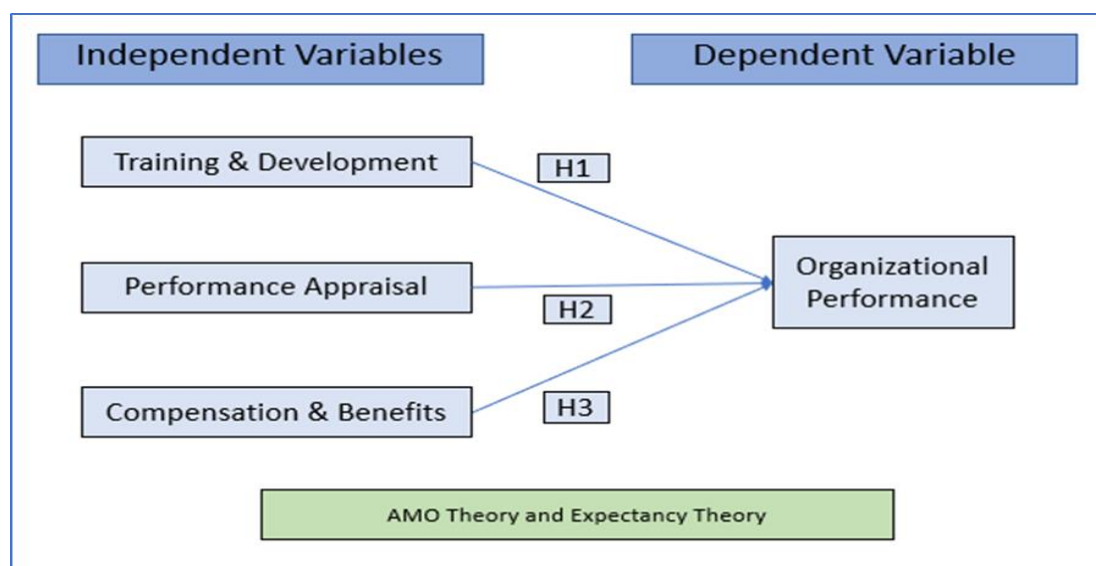 Independent Variables
Dependent Variable
Training & Development
H1
Performance Appraisal
H2
Organizational
Performance
Compensation & Benefits
H3
AMO Theory and Expectancy Theory